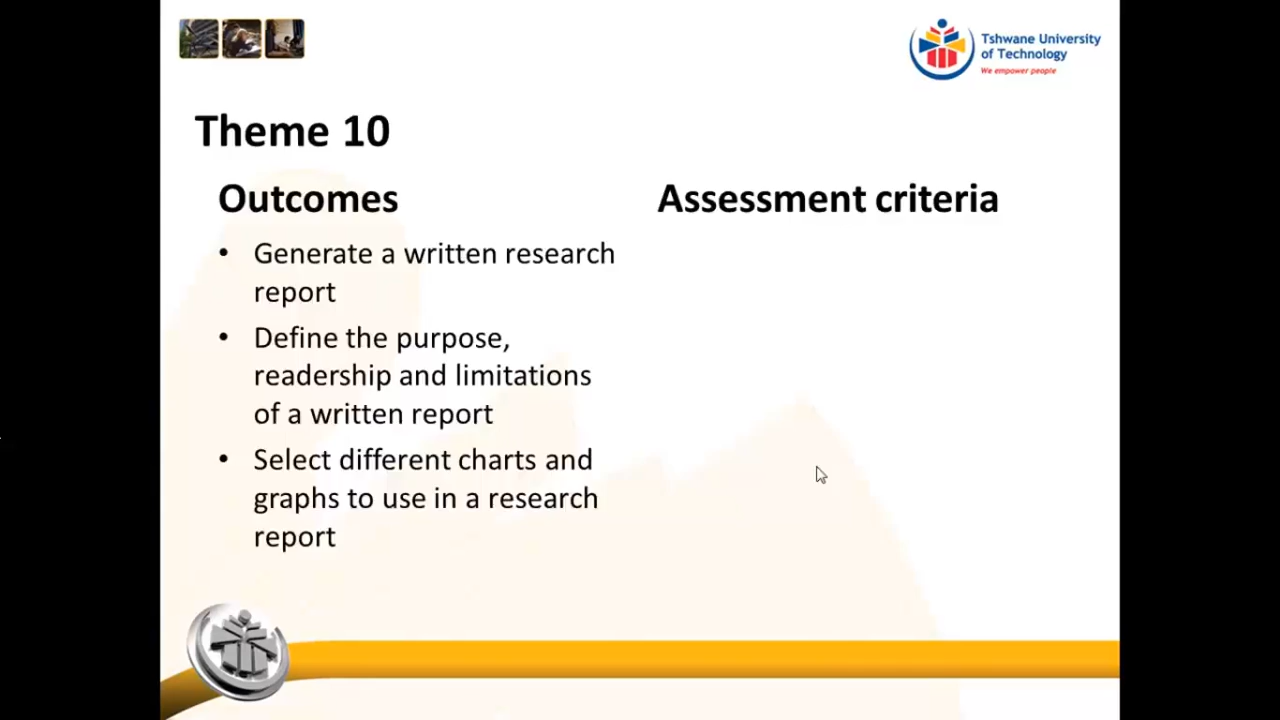 Tshwane University
of Technology
We empower people
Theme 10
Outcomes
Assessment criteria
• Generate a written research
report
• Define the purpose,
readership and limitations
of a written report
• Select different charts and
graphs to use in a research
report